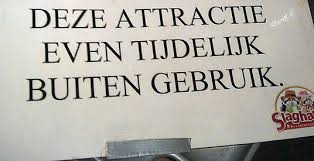 DEZE ATTRACTIE
EVEN TIJDELIJK
BUITEN GEBRUIK.